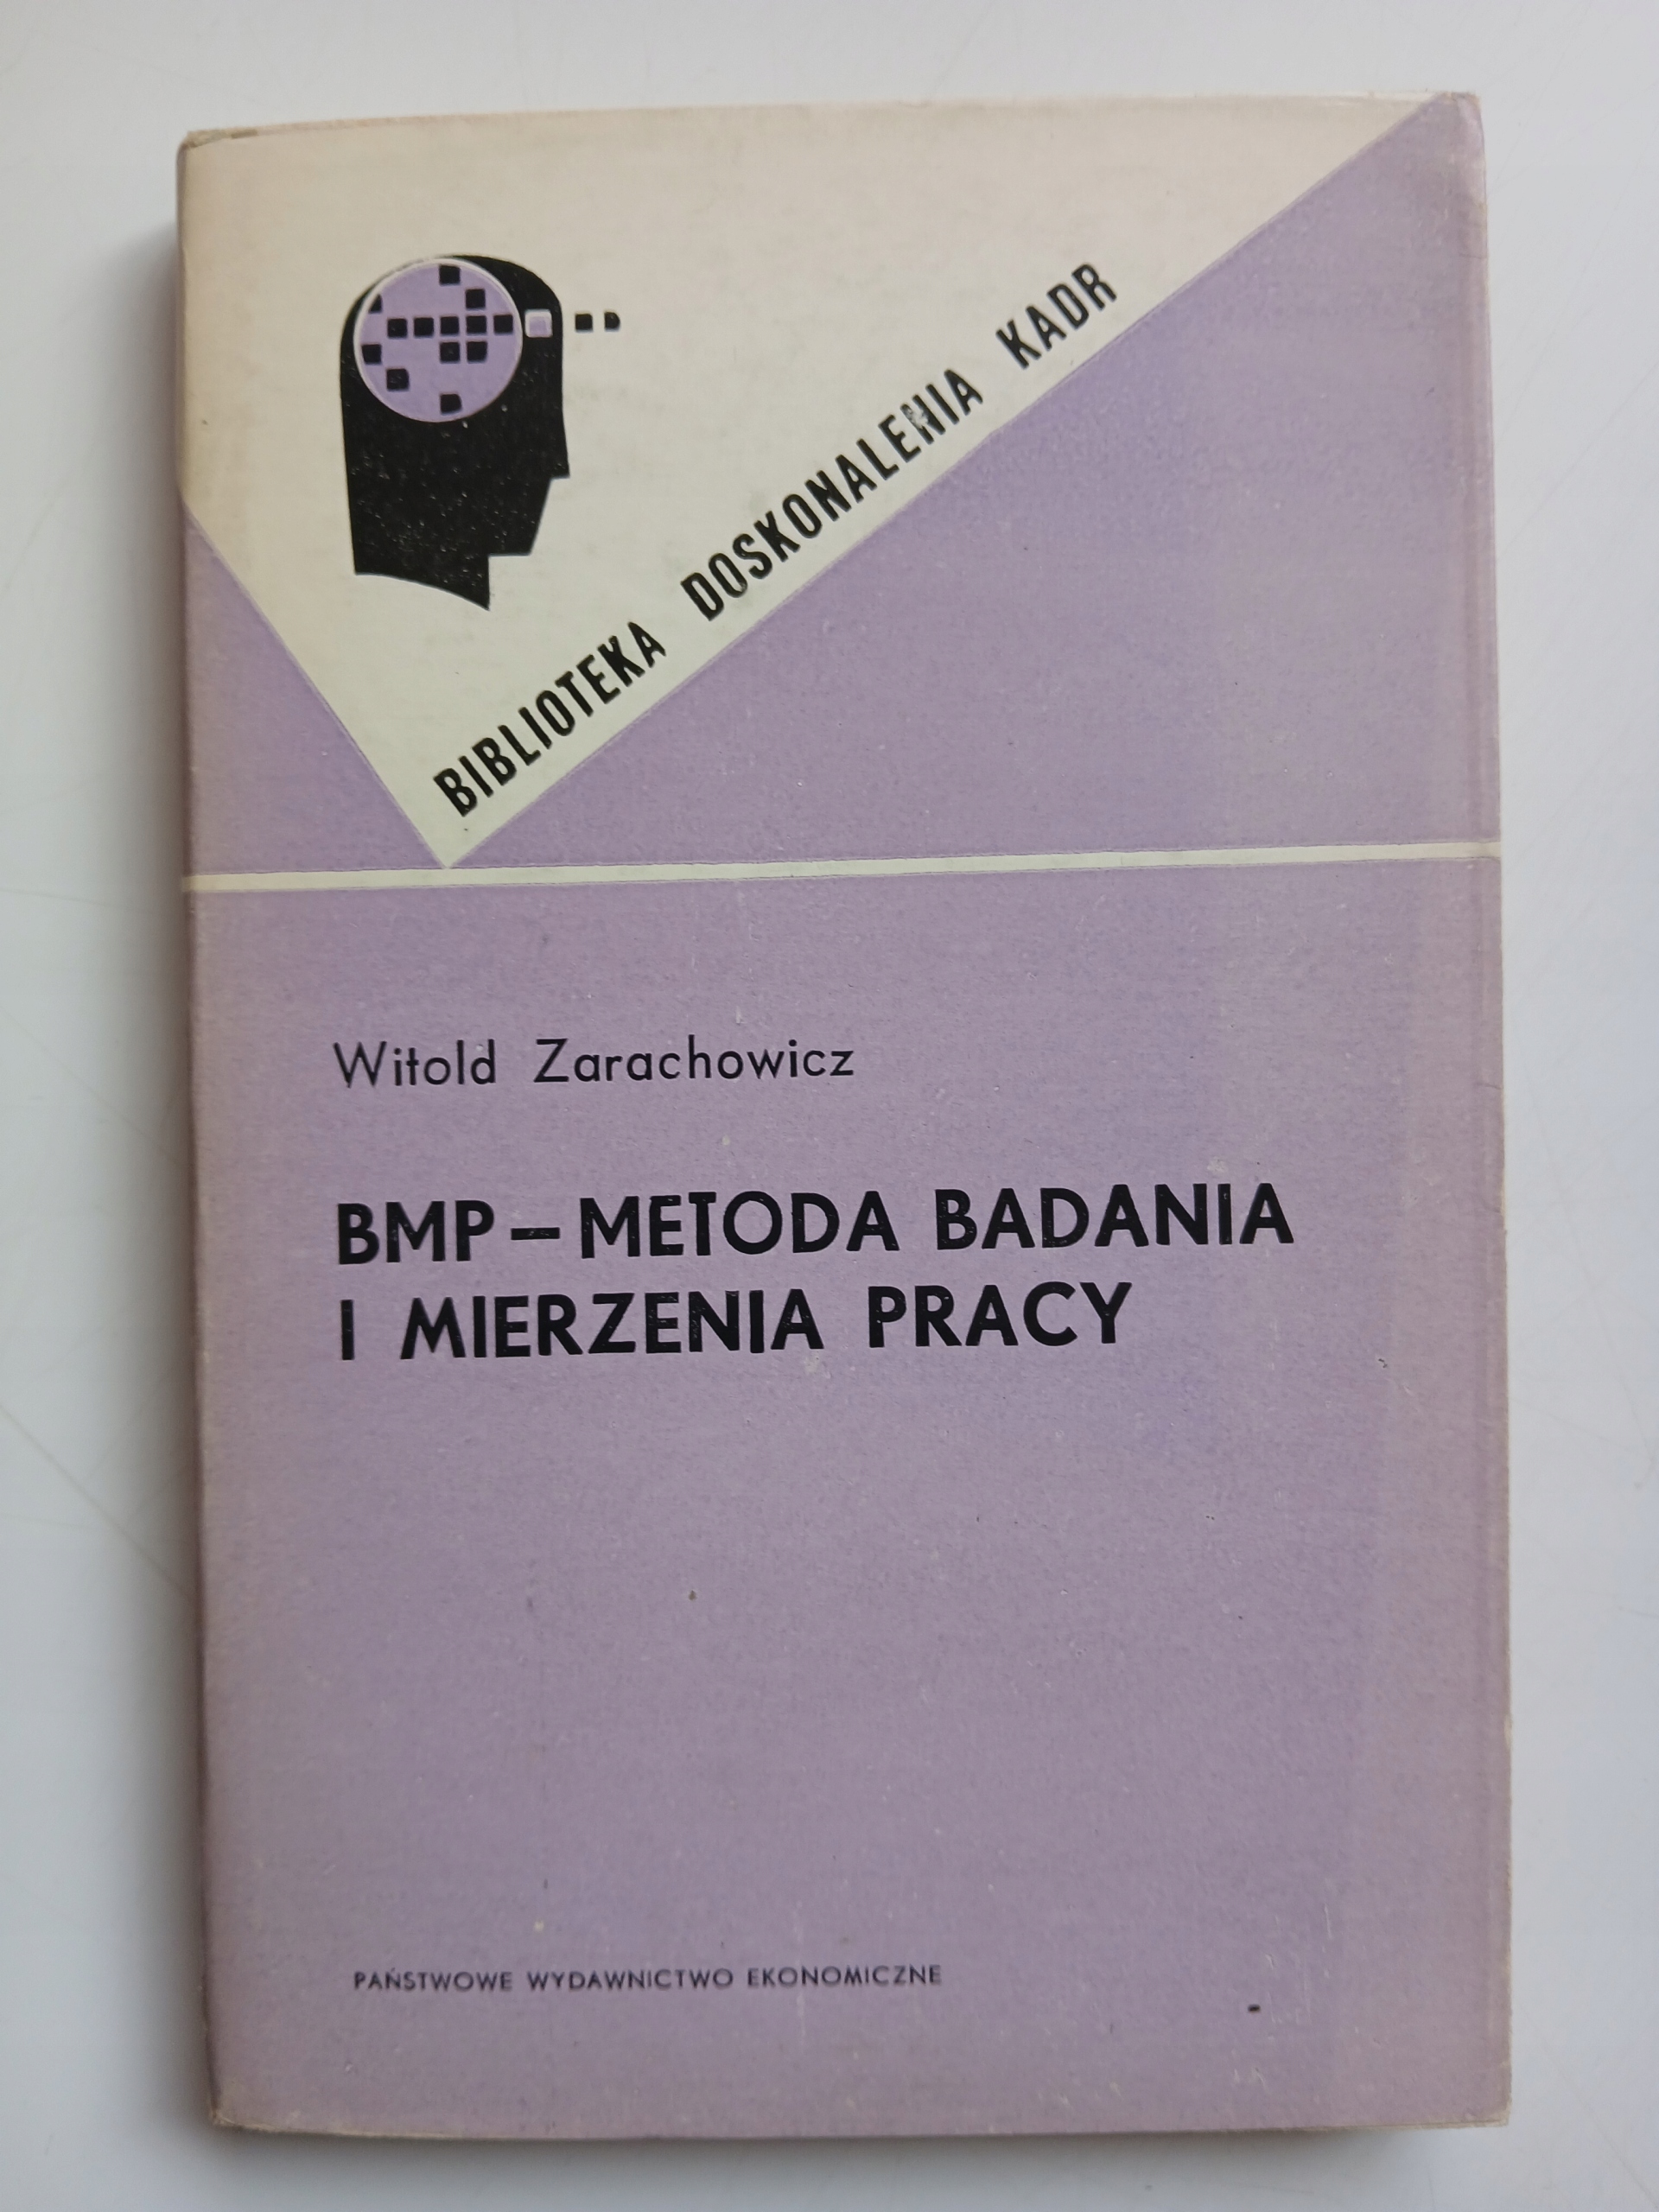 BIBLIOTEKA DOSKONALENIA KADR
Witold Zarachowicz
BMP – METODA BADANIA
I MIERZENIA PRACY
PAŃSTWOWE WYDAWNICTWO EKONOMICZNE